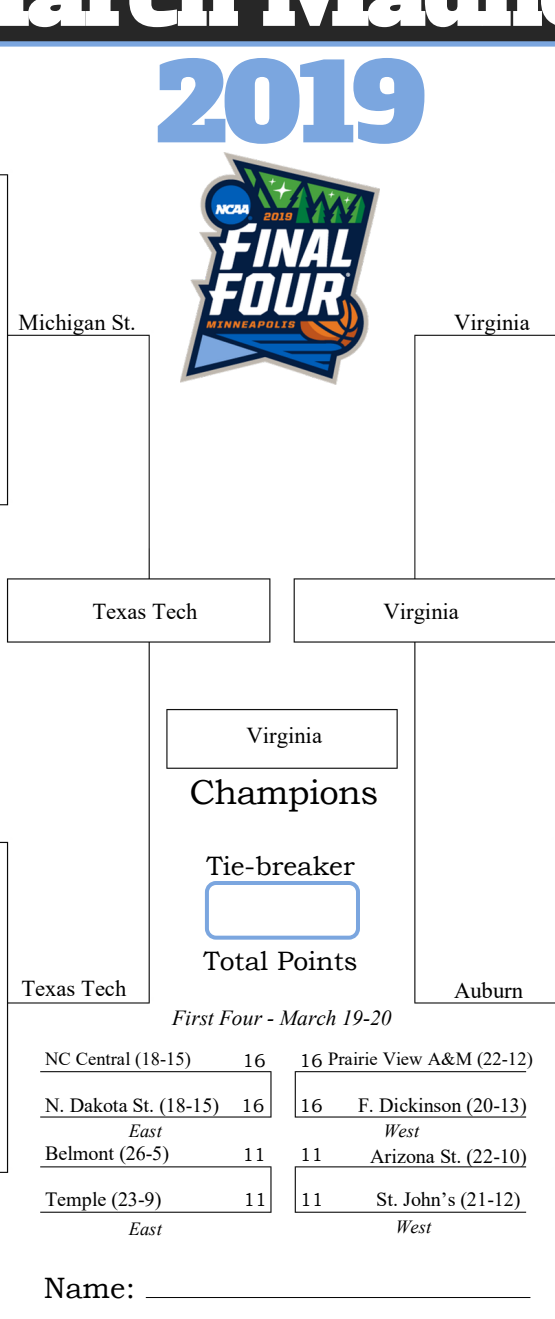 2019
NCAA
2019
FINAL
FOUR
MINNEAPOLIS
Michigan St.
Virginia
Texas Tech
Virginia
Virginia
Champions
Tie-breaker
Total Points
Texas Tech
Auburn
First Four - March 19-20
NC Central (18-15) 16
16 Prairie View A&M (22-12)
N. Dakota St. (18-15) 16
16 F. Dickinson (20-13)
East
West
Belmont (26-5) 11
11 Arizona St. (22-10)
Temple (23-9) 11
11 St. John's (21-12)
East
West
Name: